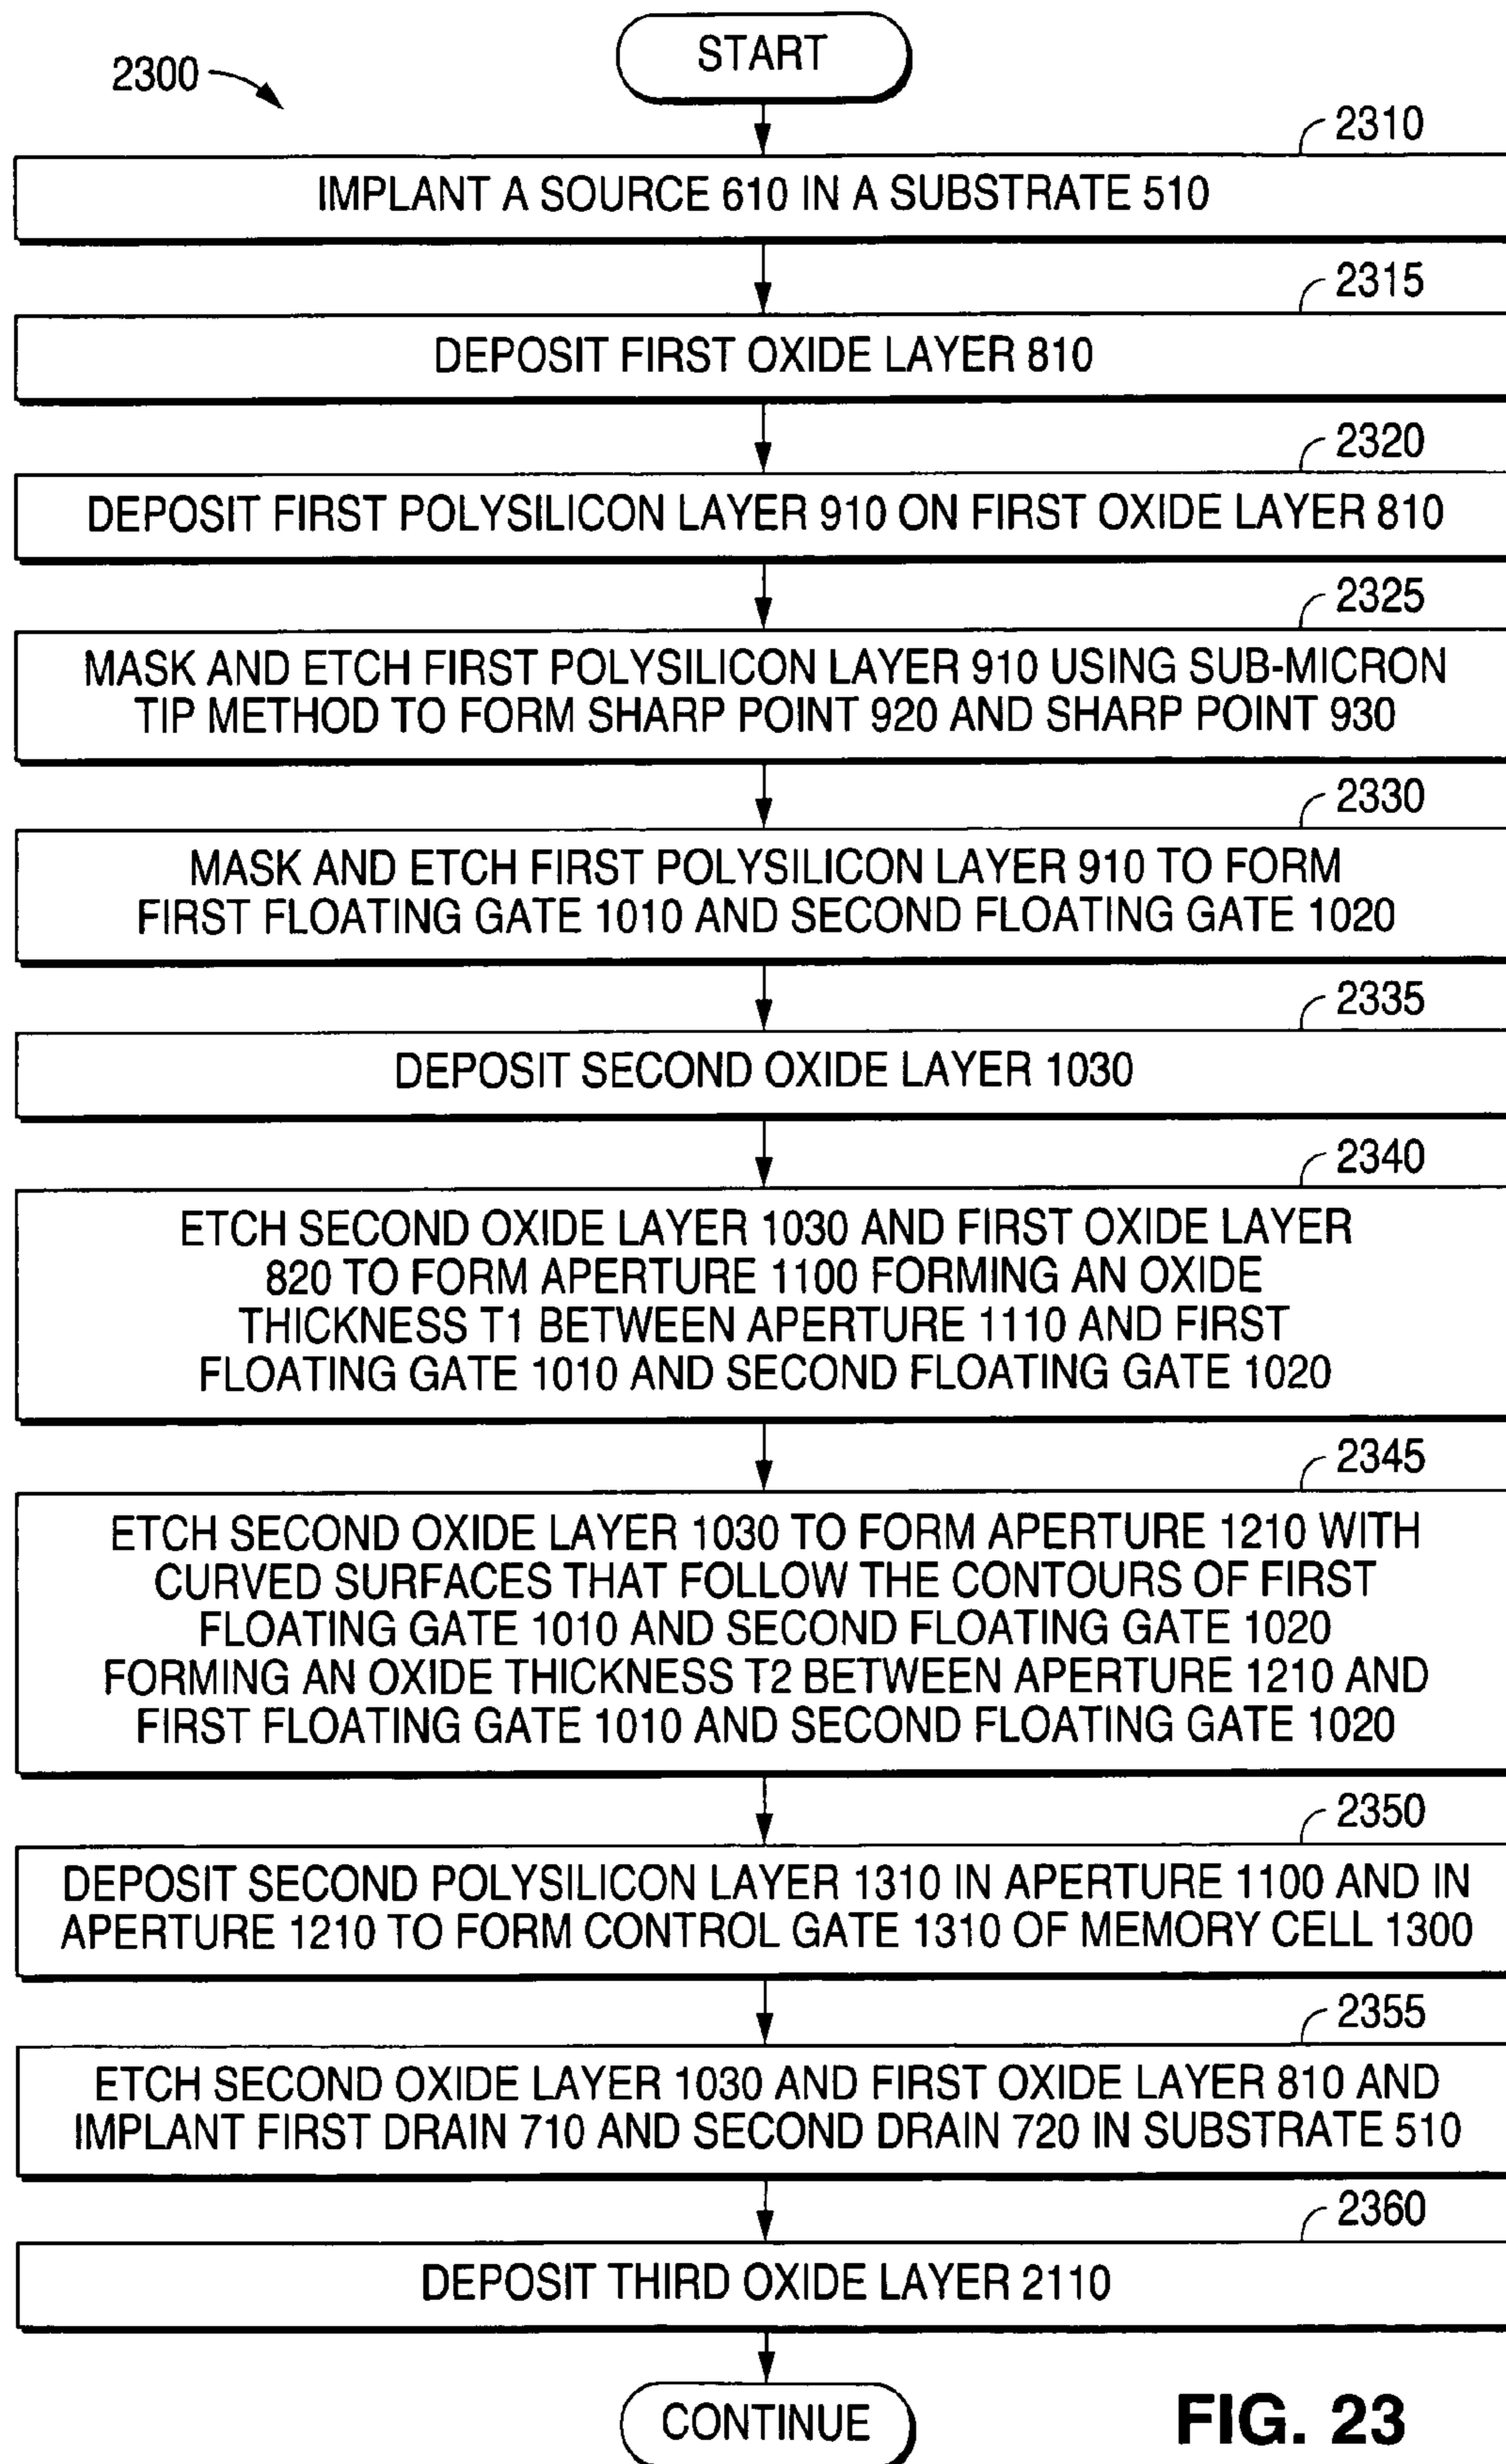 START
2300
2310
IMPLANT A SOURCE 610 IN A SUBSTRATE 510
2315
DEPOSIT FIRST OXIDE LAYER 810
2320
DEPOSIT FIRST POLYSILICON LAYER 910 ON FIRST OXIDE LAYER 810
2325
MASK AND ETCH FIRST POLYSILICON LAYER 910 USING SUB-MICRON
TIP METHOD TO FORM SHARP POINT 920 AND SHARP POINT 930
2330
MASK AND ETCH FIRST POLYSILICON LAYER 910 TO FORM
FIRST FLOATING GATE 1010 AND SECOND FLOATING GATE 1020
2335
DEPOSIT SECOND OXIDE LAYER 1030
2340
ETCH SECOND OXIDE LAYER 1030 AND FIRST OXIDE LAYER
820 TO FORM APERTURE 1100 FORMING AN OXIDE
THICKNESS T1 BETWEEN APERTURE 1110 AND FIRST
FLOATING GATE 1010 AND SECOND FLOATING GATE 1020
2345
ETCH SECOND OXIDE LAYER 1030 TO FORM APERTURE 1210 WITH
CURVED SURFACES THAT FOLLOW THE CONTOURS OF FIRST
FLOATING GATE 1010 AND SECOND FLOATING GATE 1020
FORMING AN OXIDE THICKNESS T2 BETWEEN APERTURE 1210 AND
FIRST FLOATING GATE 1010 AND SECOND FLOATING GATE 1020
2350
DEPOSIT SECOND POLYSILICON LAYER 1310 IN APERTURE 1100 AND IN
APERTURE 1210 TO FORM CONTROL GATE 1310 OF MEMORY CELL 1300
2355
ETCH SECOND OXIDE LAYER 1030 AND FIRST OXIDE LAYER 810 AND
IMPLANT FIRST DRAIN 710 AND SECOND DRAIN 720 IN SUBSTRATE 510
2360
DEPOSIT THIRD OXIDE LAYER 2110
CONTINUE
FIG. 23